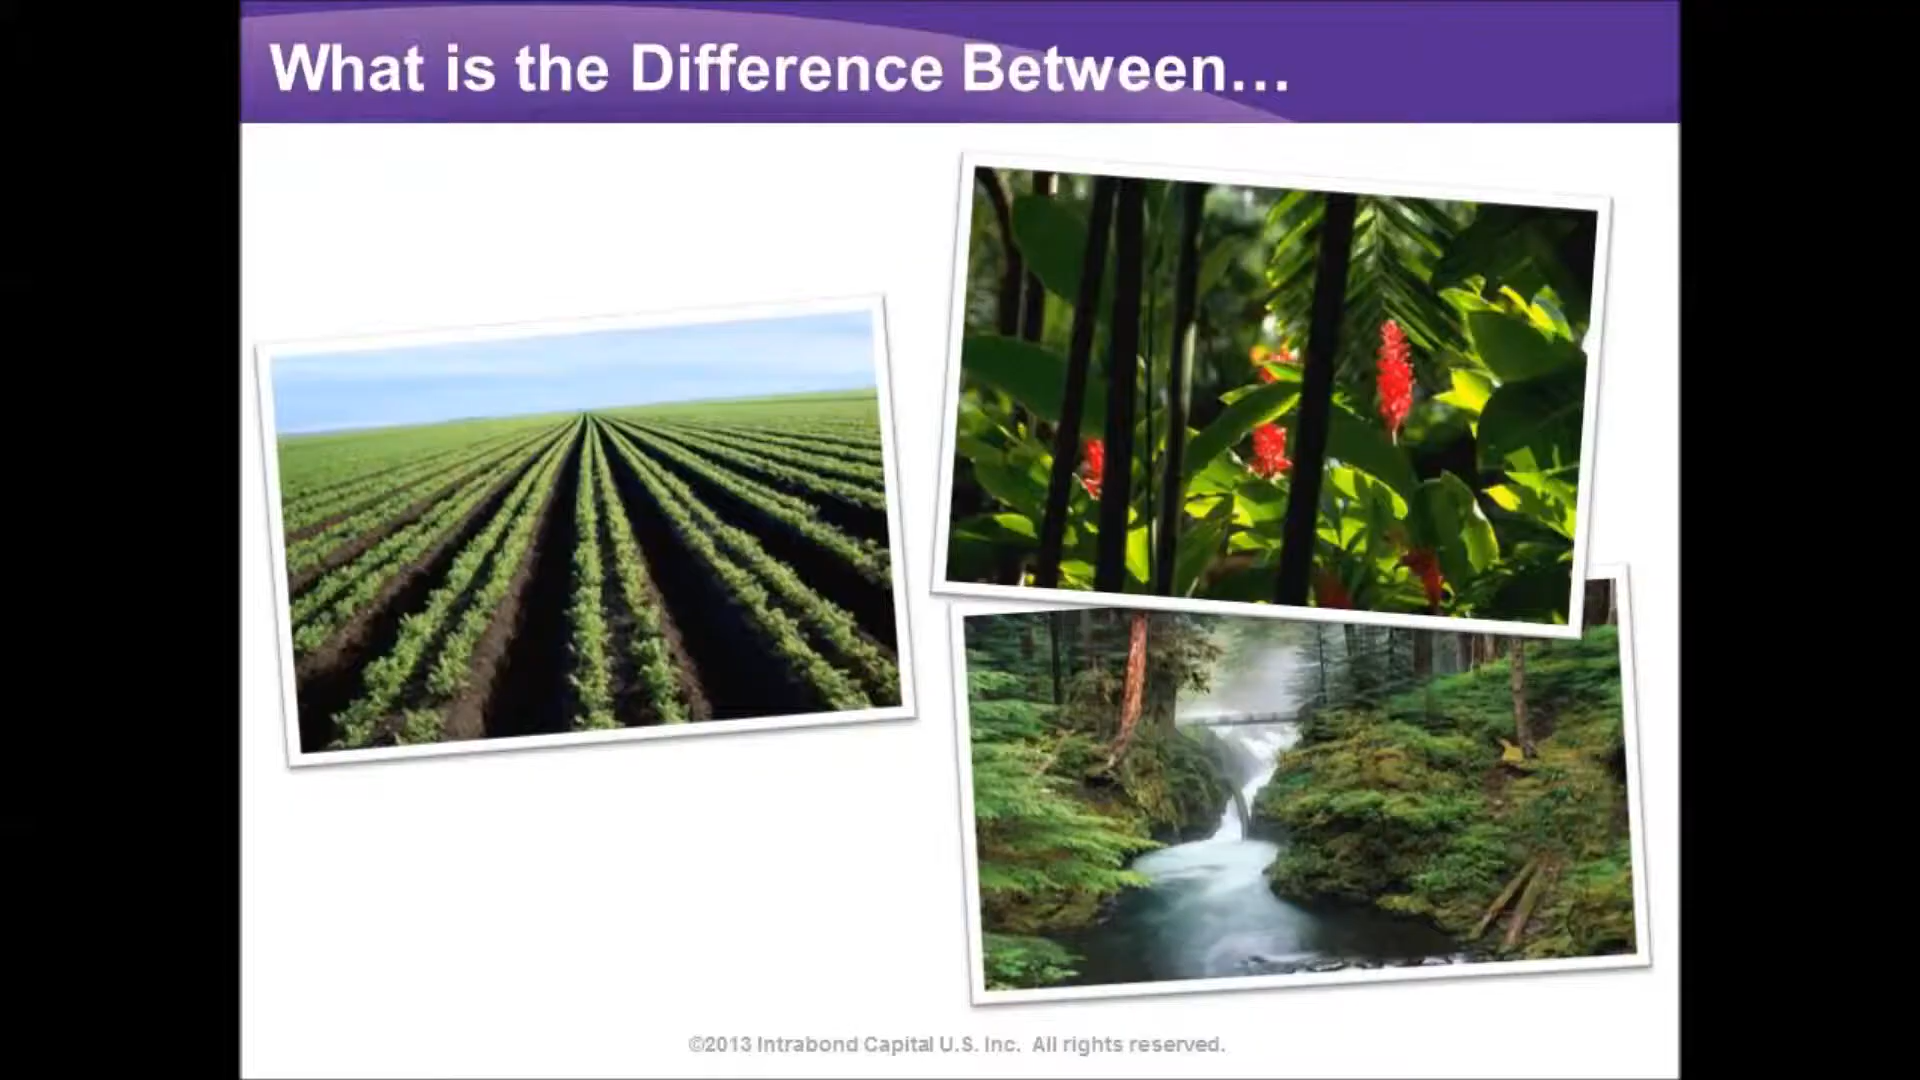 What is the Difference Between…
©2013 Intrabond Capital U.S. Inc. All rights reserved.